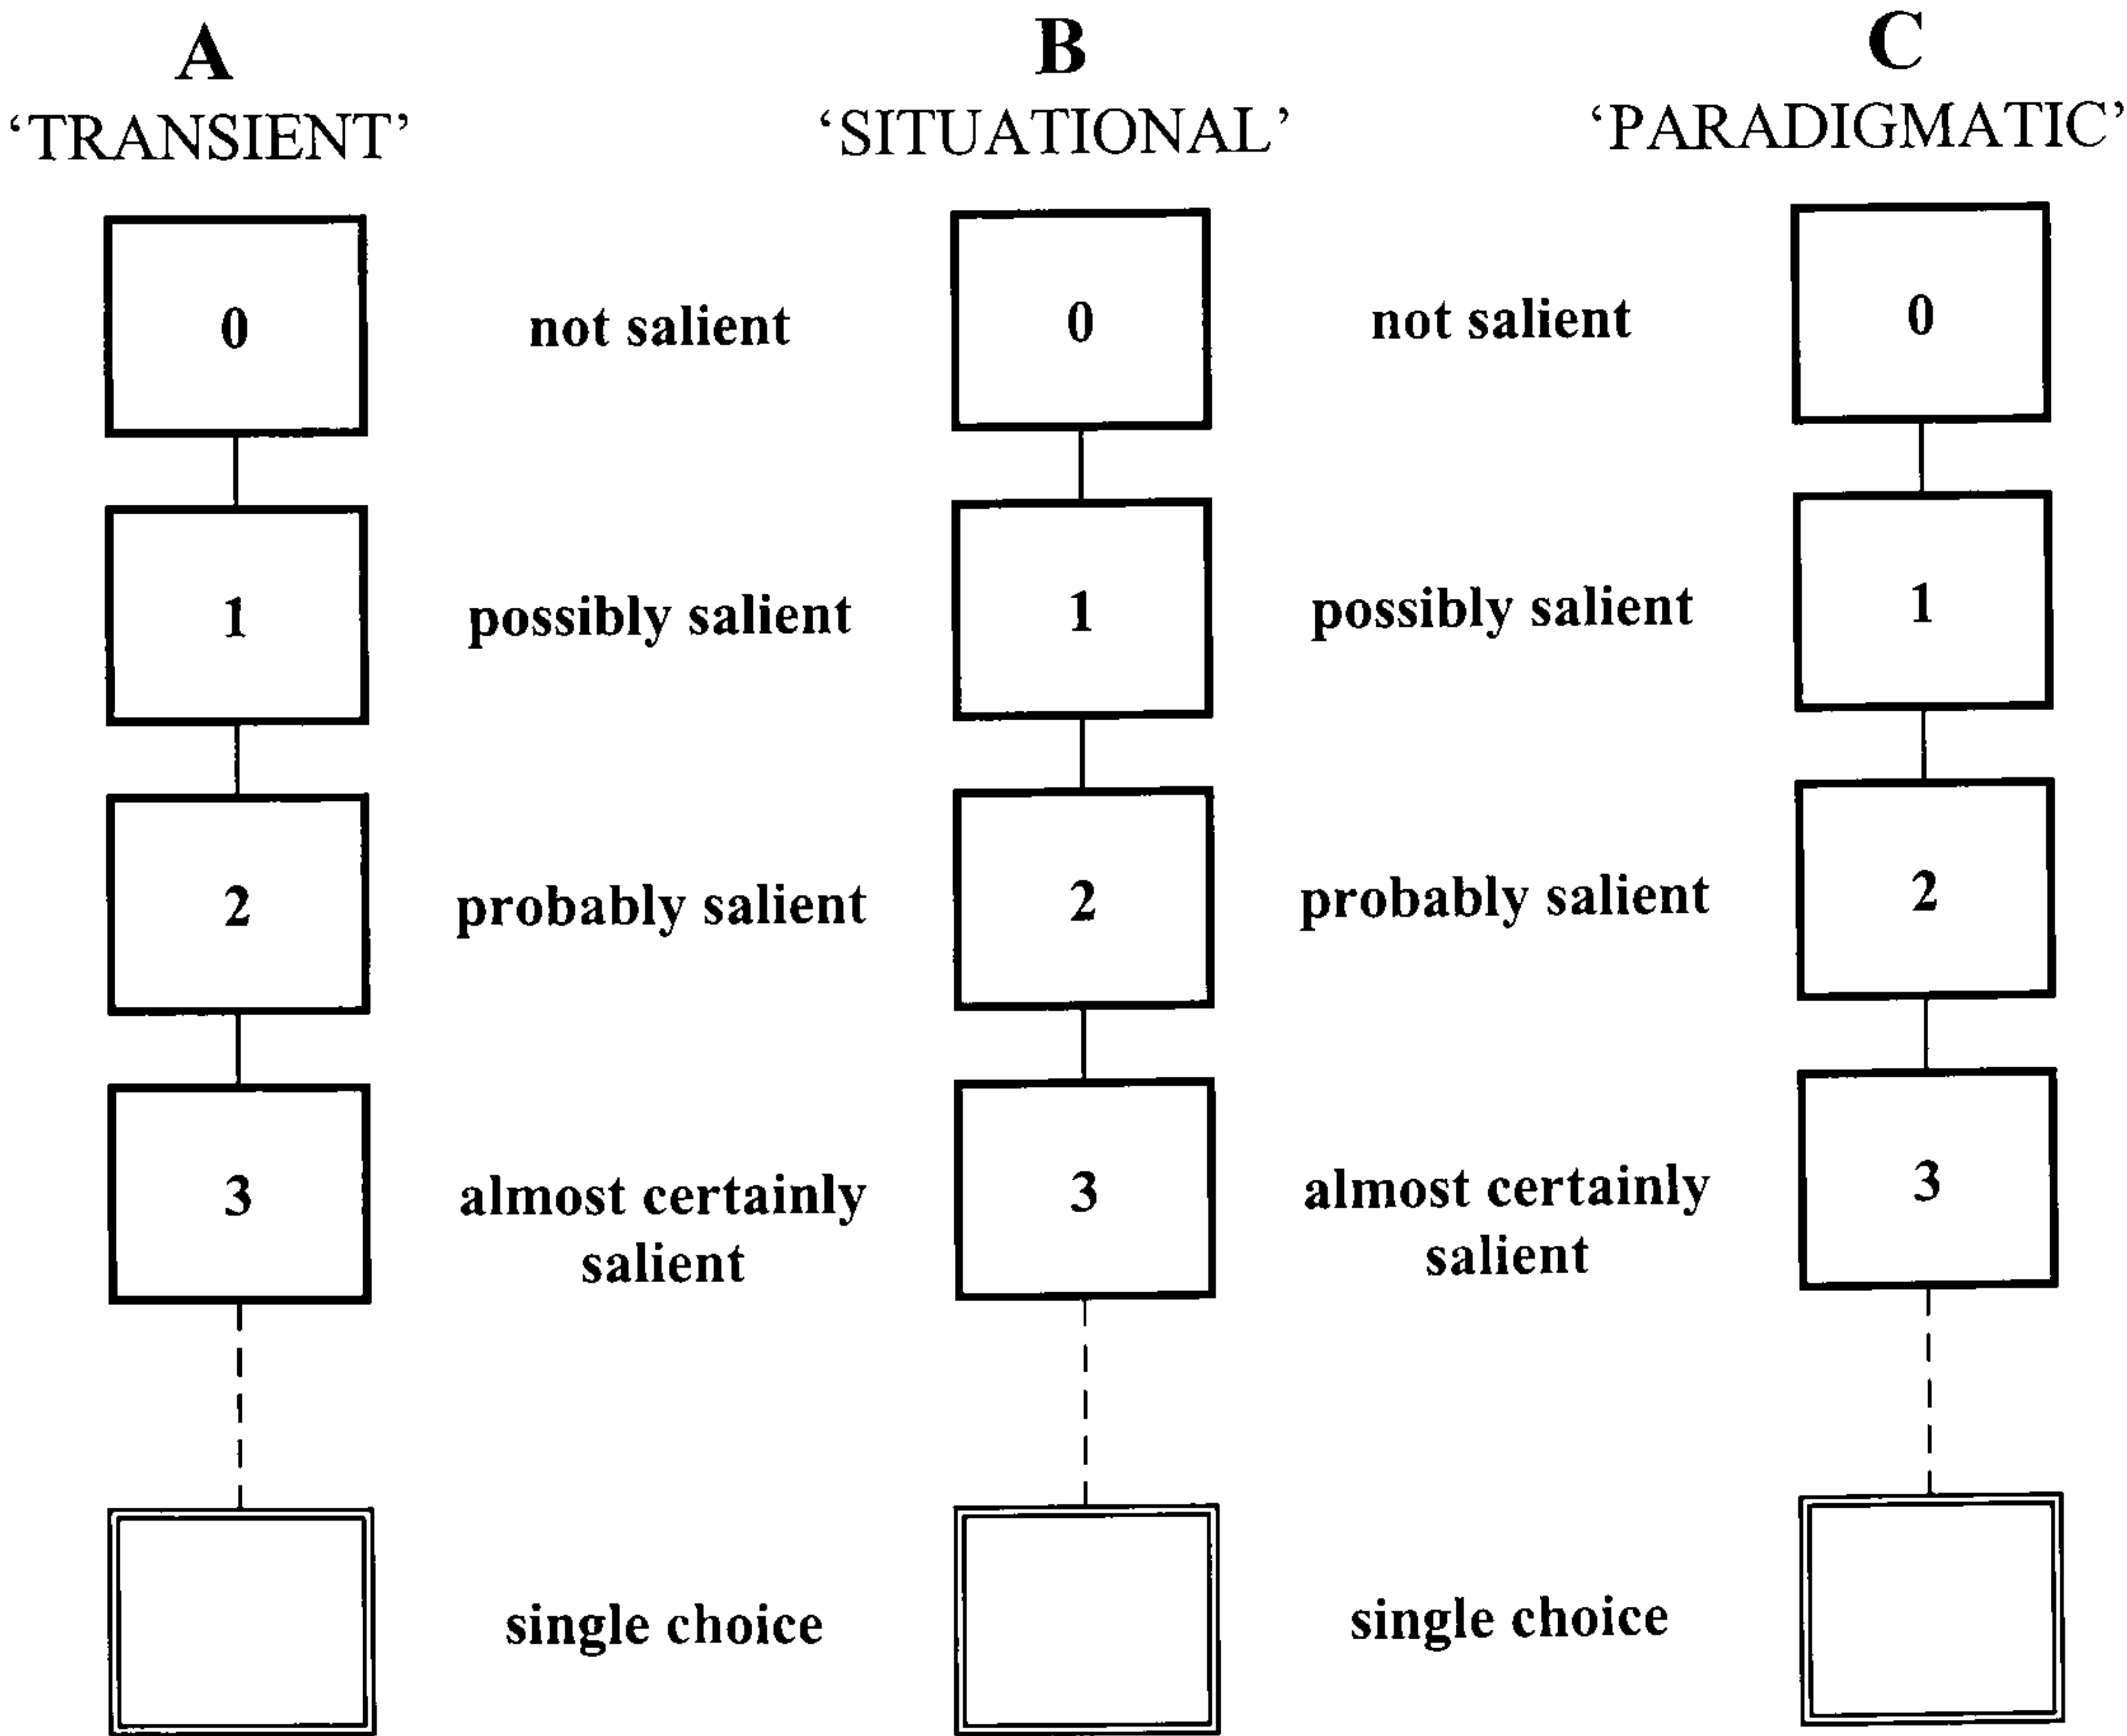 A B C
‘TRANSIENT’ ‘SITUATIONAL’ ‘PARADIGMATIC’
0 not salient 0 not salient 0
1 possibly salient 1 possibly salient 1
2 probably salient 2 probably salient 2
3 almost certainly 3 almost certainly 3
salient salient
single choice single choice